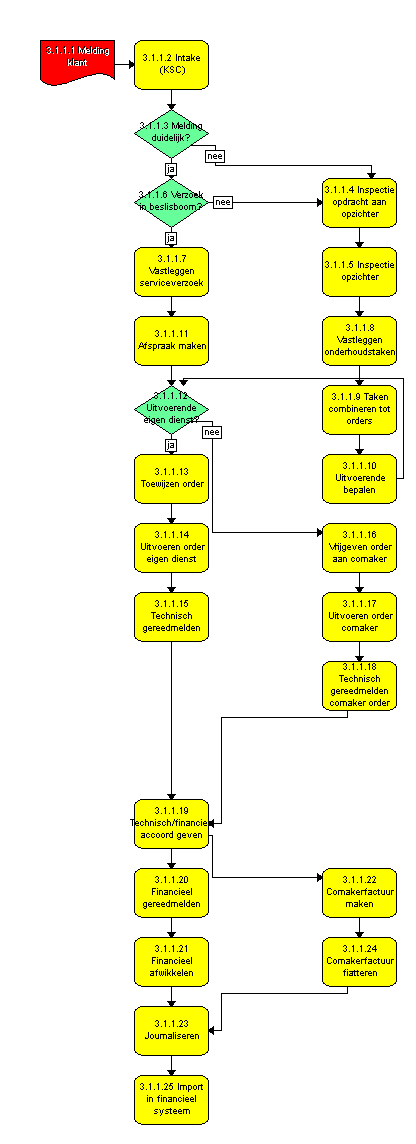 3.1.1.1 Melding
klant
3.1.1.2 Intake
(KSC)
3.1.1.3 Melding
duidelijk?
nee
ja
3.1.1.6 Verzoek
in beslisboom?
nee
3.1.1.4 Inspectie
opdracht aan
opzichter
ja
3.1.1.7
Vastleggen
serviceverzoek
3.1.1.5 Inspectie
opzichter
3.1.1.11
Afspraak maken
3.1.1.8
Vastleggen
onderhoudstaken
3.1.1.12
Uitvoerende
eigen dienst?
nee
ja
3.1.1.9 Taken
combineren tot
orders
3.1.1.13
Toewijzen order
3.1.1.10
Uitvoerende
bepalen
3.1.1.14
Uitvoeren order
eigen dienst
3.1.1.16
Vrijgeven order
aan comaker
3.1.1.15
Technisch
gereedmelden
3.1.1.17
Uitvoeren order
comaker
3.1.1.18
Technisch
gereedmelden
comaker order
3.1.1.19
Technisch/financieel
accoord geven
3.1.1.20
Financieel
gereedmelden
3.1.1.22
Comakerfactuur
maken
3.1.1.21
Financieel
afwikkelen
3.1.1.24
Comakerfactuur
fiatteren
3.1.1.23
Journaliseren
3.1.1.25 Import
in financieel
systeem